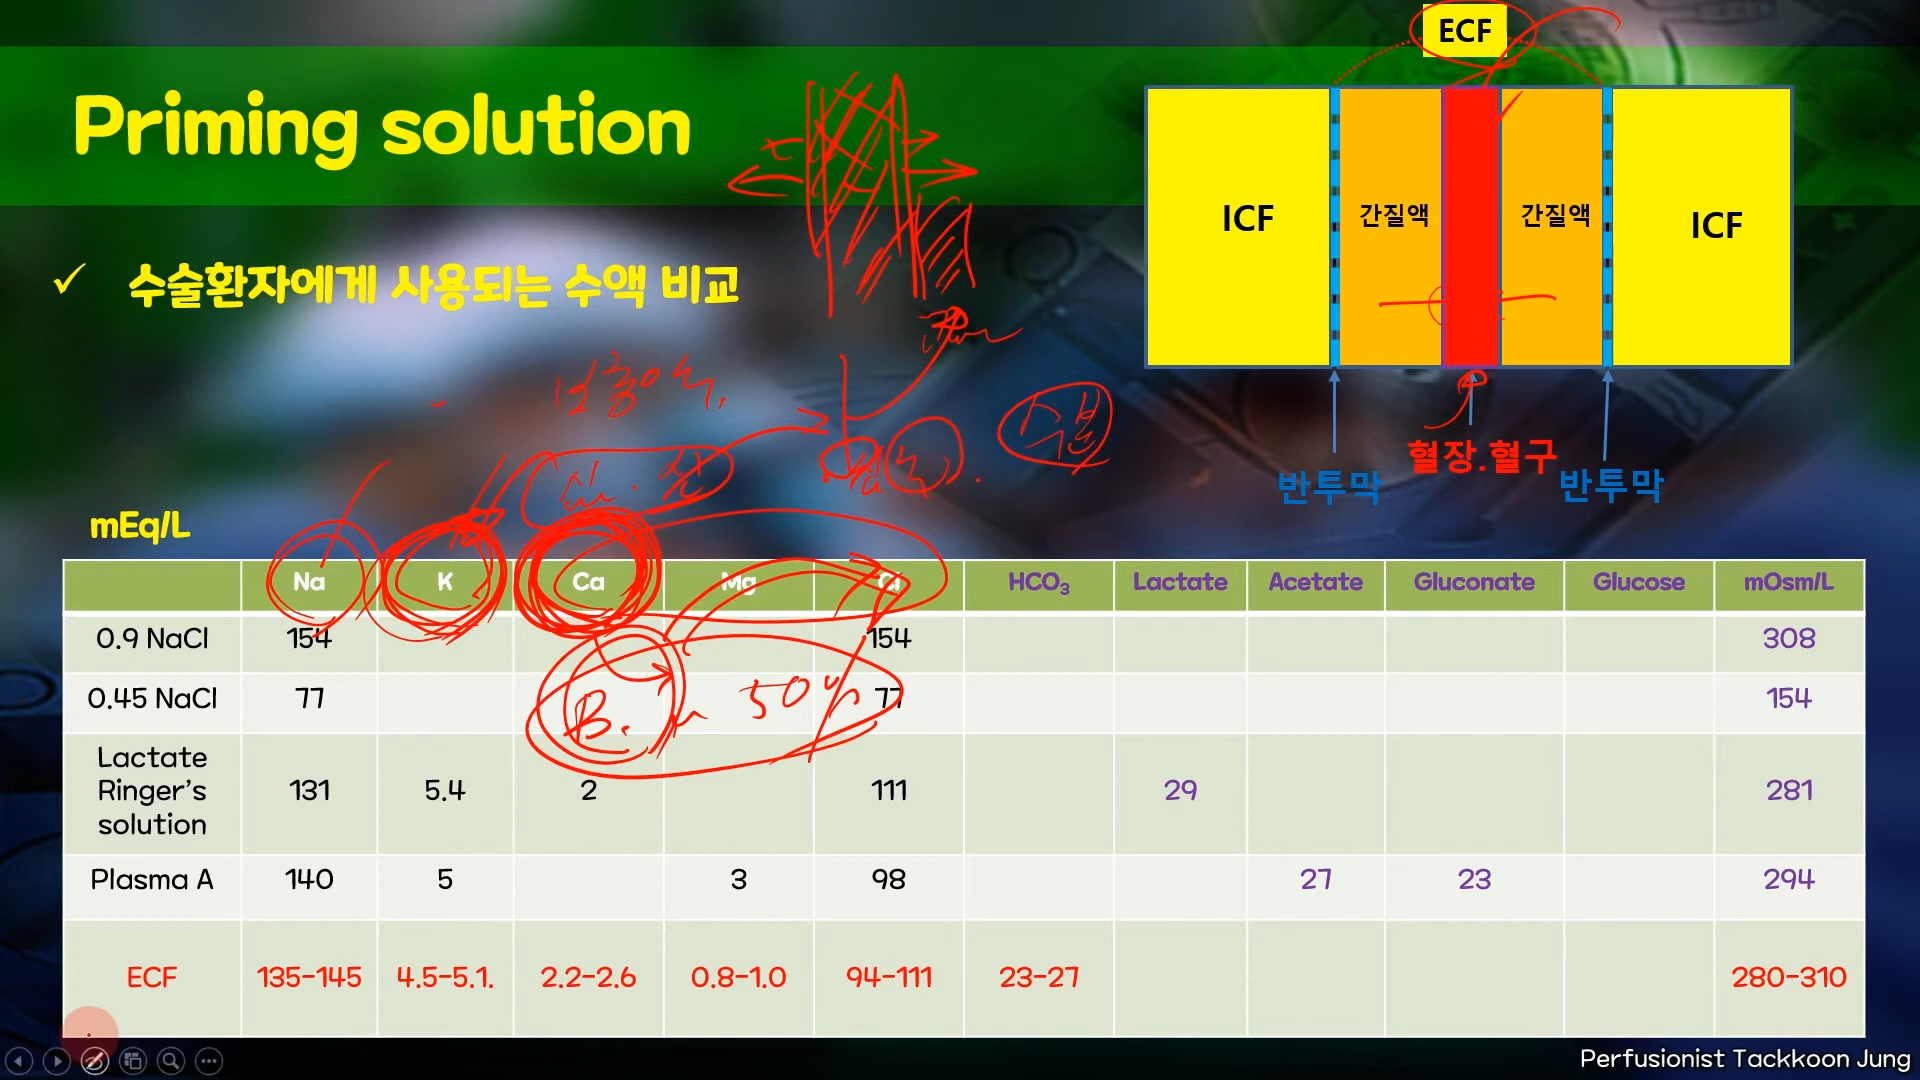 ECF
Priming solution
ICF
간질액
간질액
ICF
수술환자에게 사용되는 수액 비교
수분
혈장.혈구
반투막
반투막
mEq/L
Na K Ca Mg Cl HCO₃ Lactate Acetate Gluconate Glucose mOsm/L
0.9 NaCl 154 154 308
0.45 NaCl 77 77 154
B. 50%
Lactate
Ringer's
solution
131 5.4 2 111 29 281
Plasma A 140 5 3 98 27 23 294
ECF 135-145 4.5-5.1. 2.2-2.6 0.8-1.0 94-111 23-27 280-310
Perfusionist Tackkoon Jung